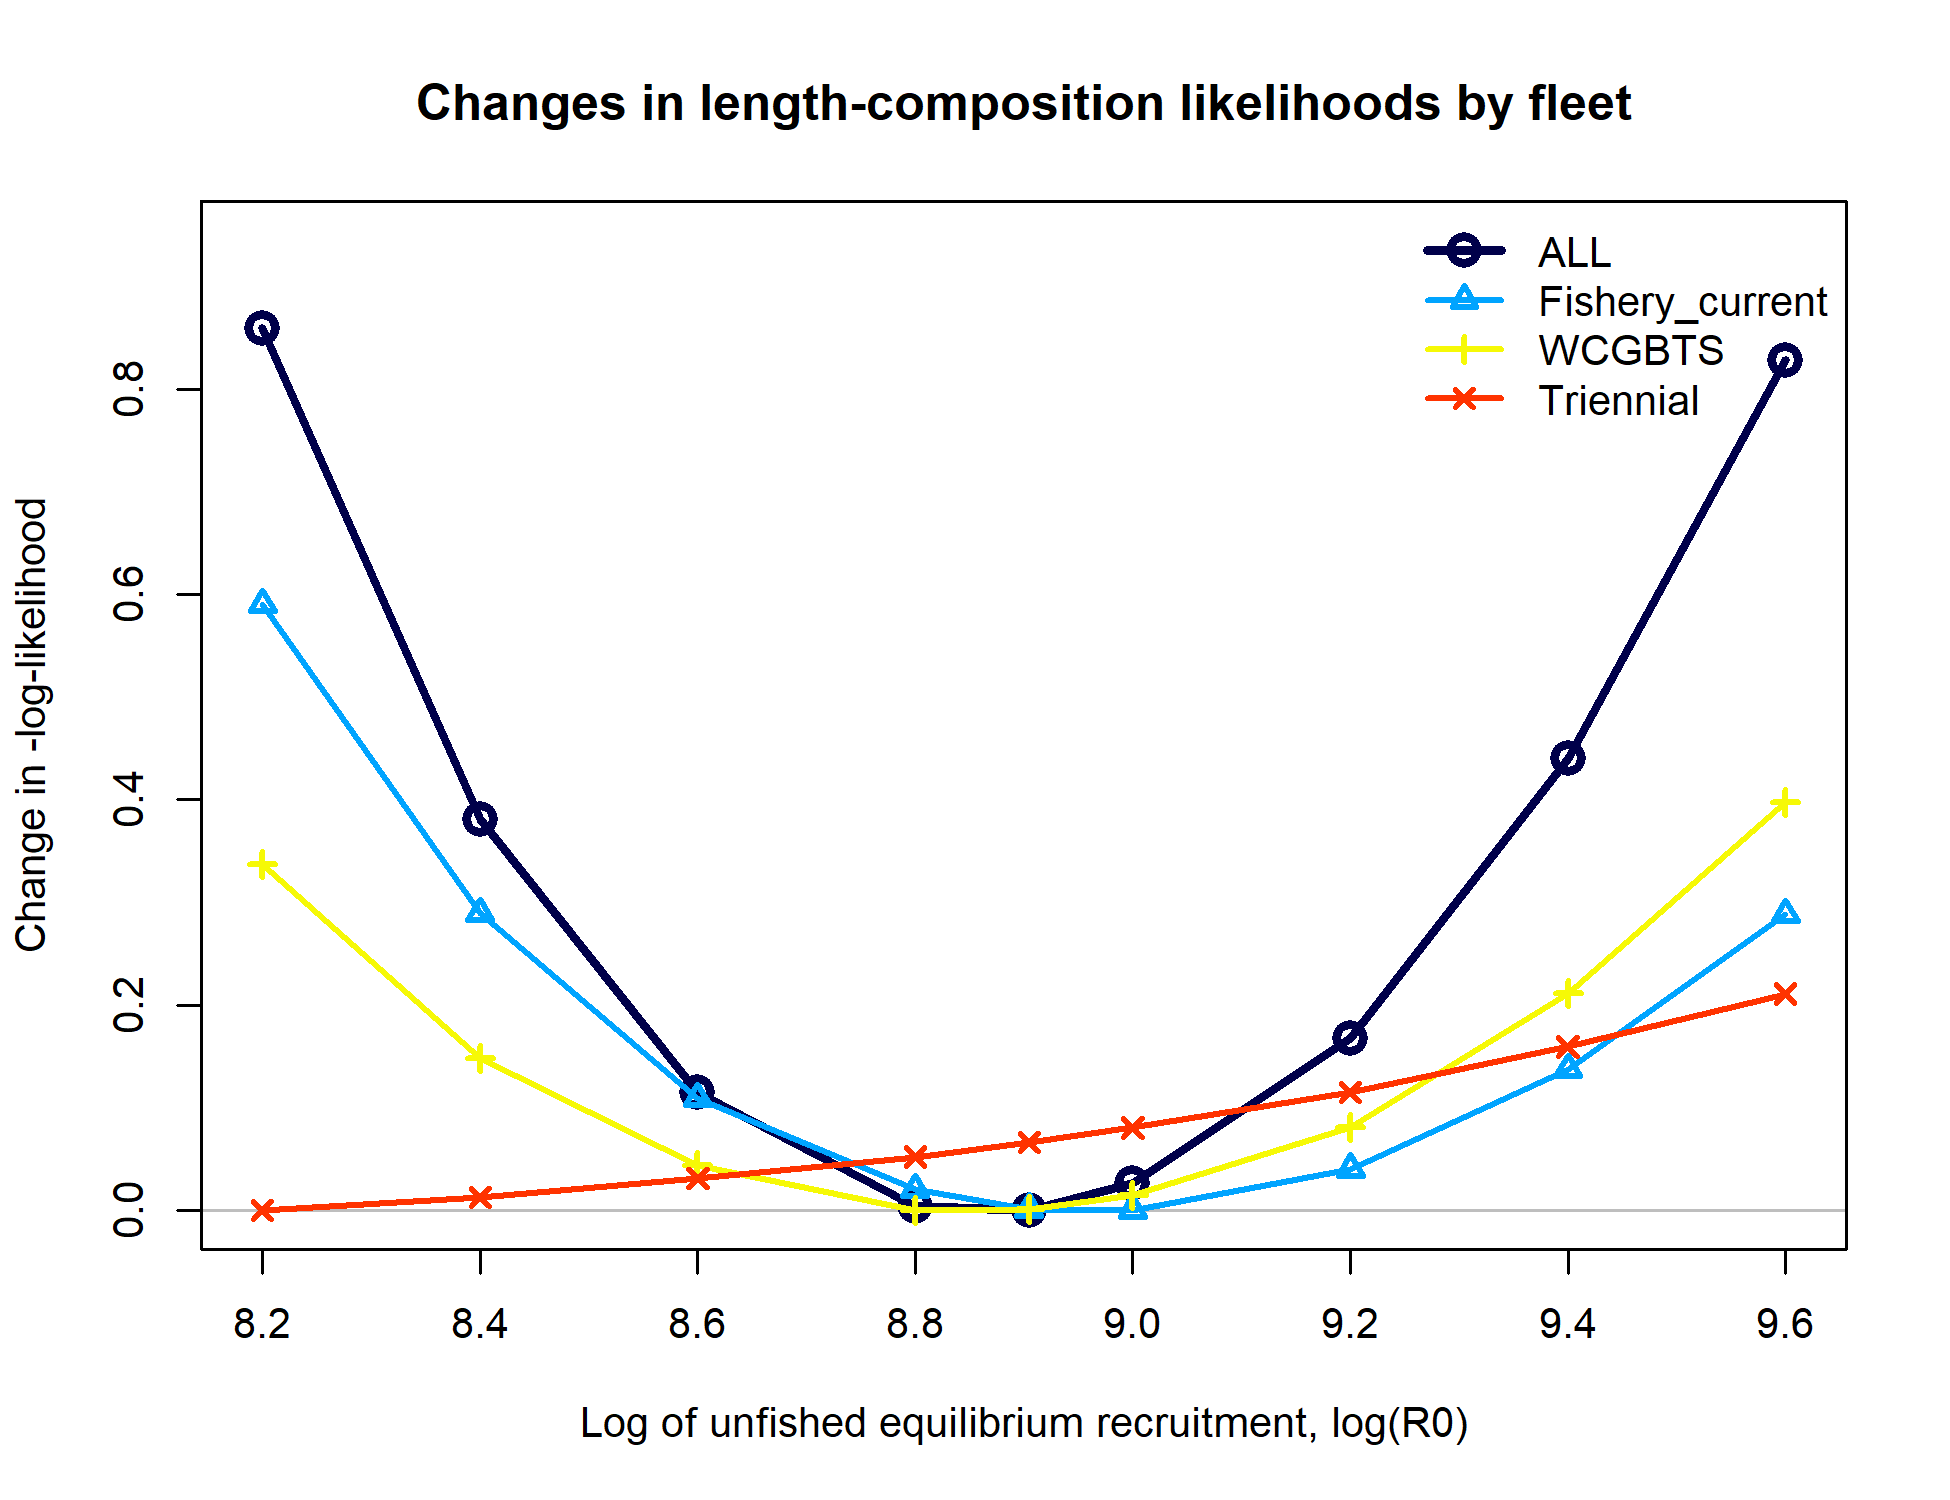 Changes in length-composition likelihoods by fleet
ALL
Fishery_current
WCGBTS
Triennial
Change in -log-likelihood
0.8
0.6
0.4
0.2
0.0
8.2 8.4 8.6 8.8 9.0 9.2 9.4 9.6
Log of unfished equilibrium recruitment, log(R0)